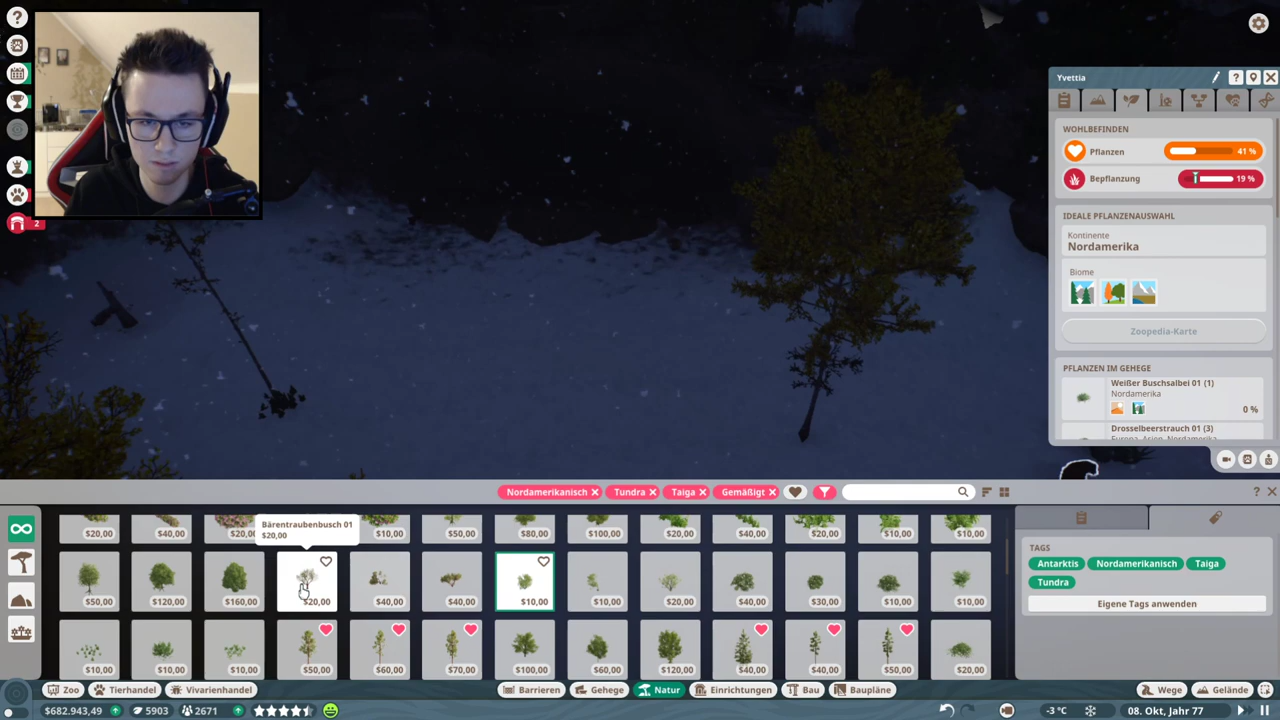 Yvettia
WOHLBEFINDEN
Pflanzen 41 %
Bepflanzung 19 %
IDEALE PFLANZENAUSWAHL
Kontinente
Nordamerika
Biome
Zoopedia-Karte
PFLANZEN IM GEHEGE
Weißer Buschsalbei 01 (1)
Nordamerika
0 %
Drosselbeerstrauch 01 (3)
Europa, Asien, Nordamerika
2
Nordamerikanisch Tundra Taiga Gemäßigt
Bärentraubenbusch 01
$20,00
$20,00 $40,00 $20,00 $10,00 $50,00 $80,00 $100,00 $20,00 $40,00 $20,00 $10,00 $10,00
$50,00 $120,00 $160,00 $20,00 $40,00 $40,00 $10,00 $10,00 $20,00 $40,00 $30,00 $10,00 $10,00
$10,00 $10,00 $10,00 $50,00 $60,00 $70,00 $100,00 $60,00 $120,00 $40,00 $40,00 $50,00 $20,00
TAGS
Antarktis Nordamerikanisch Taiga
Tundra
Eigene Tags anwenden
Zoo Tierhandel Vivarienhandel Barrieren Gehege Natur Einrichtungen Bau Baupläne Wege Gelände
$682.943,49 5903 2671 -3 °C 08. Okt, Jahr 77